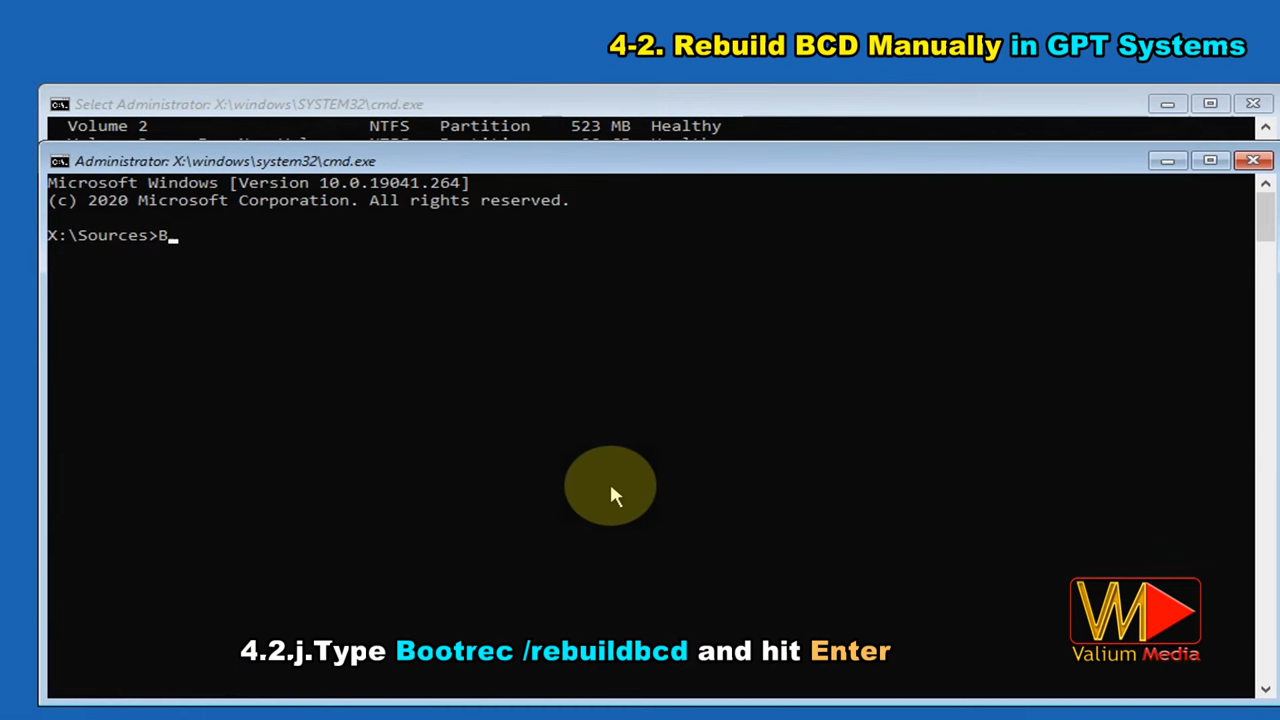 4-2. Rebuild BCD Manually in GPT Systems
Select Administrator: X:\windows\SYSTEM32\cmd.exe
Volume 2 NTFS Partition 523 MB Healthy
Administrator: X:\windows\system32\cmd.exe
Microsoft Windows [Version 10.0.19041.264]
(c) 2020 Microsoft Corporation. All rights reserved.
X:\Sources>B_
VM
Valium Media
4.2.j.Type Bootrec /rebuildbcd and hit Enter